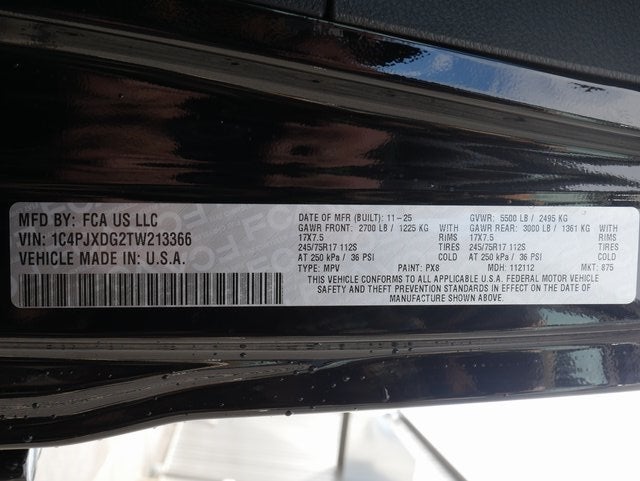 MFD BY: FCA US LLC
VIN: 1C4PJXDG2TW213366
VEHICLE MADE IN: U.S.A.
DATE OF MFR (BUILT): 11-25 GVWR: 5500 LB / 2495 KG
GAWR FRONT: 2700 LB / 1225 KG WITH GAWR REAR: 3000 LB / 1361 KG WITH
17X7.5 RIMS 17X7.5 RIMS
245/75R17 112S TIRES 245/75R17 112S TIRES
AT 250 kPa / 36 PSI COLD AT 250 kPa / 36 PSI COLD
TYPE: MPV PAINT: PX8 MDH: 112112 MKT: 875
THIS VEHICLE CONFORMS TO ALL APPLICABLE U.S.A. FEDERAL MOTOR VEHICLE
SAFETY AND THEFT PREVENTION STANDARDS IN EFFECT ON THE DATE OF
MANUFACTURE SHOWN ABOVE.